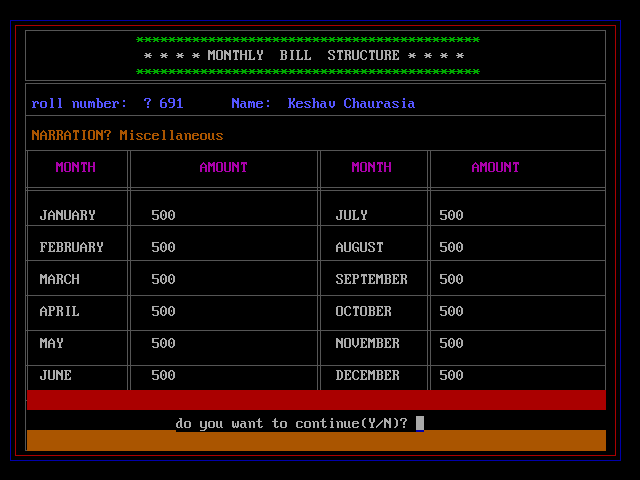 *******************************************
* * * * MONTHLY BILL STRUCTURE * * * *
*******************************************
roll number: ? 691 Name: Keshav Chaurasia
NARRATION? Miscellaneous
MONTH AMOUNT MONTH AMOUNT
JANUARY 500 JULY 500
FEBRUARY 500 AUGUST 500
MARCH 500 SEPTEMBER 500
APRIL 500 OCTOBER 500
MAY 500 NOVEMBER 500
JUNE 500 DECEMBER 500
do you want to continue(Y/N)?